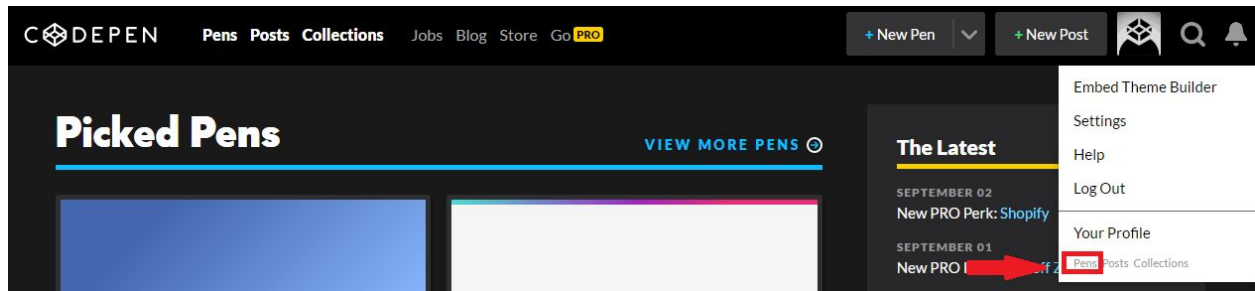 CODEPEN Pens Posts Collections Jobs Blog Store Go PRO + New Pen + New Post
Embed Theme Builder
Settings
Help
Log Out
Your Profile
Pens Posts Collections
Picked Pens
VIEW MORE PENS
The Latest
SEPTEMBER 02
New PRO Perk: Shopify
SEPTEMBER 01
New PRO